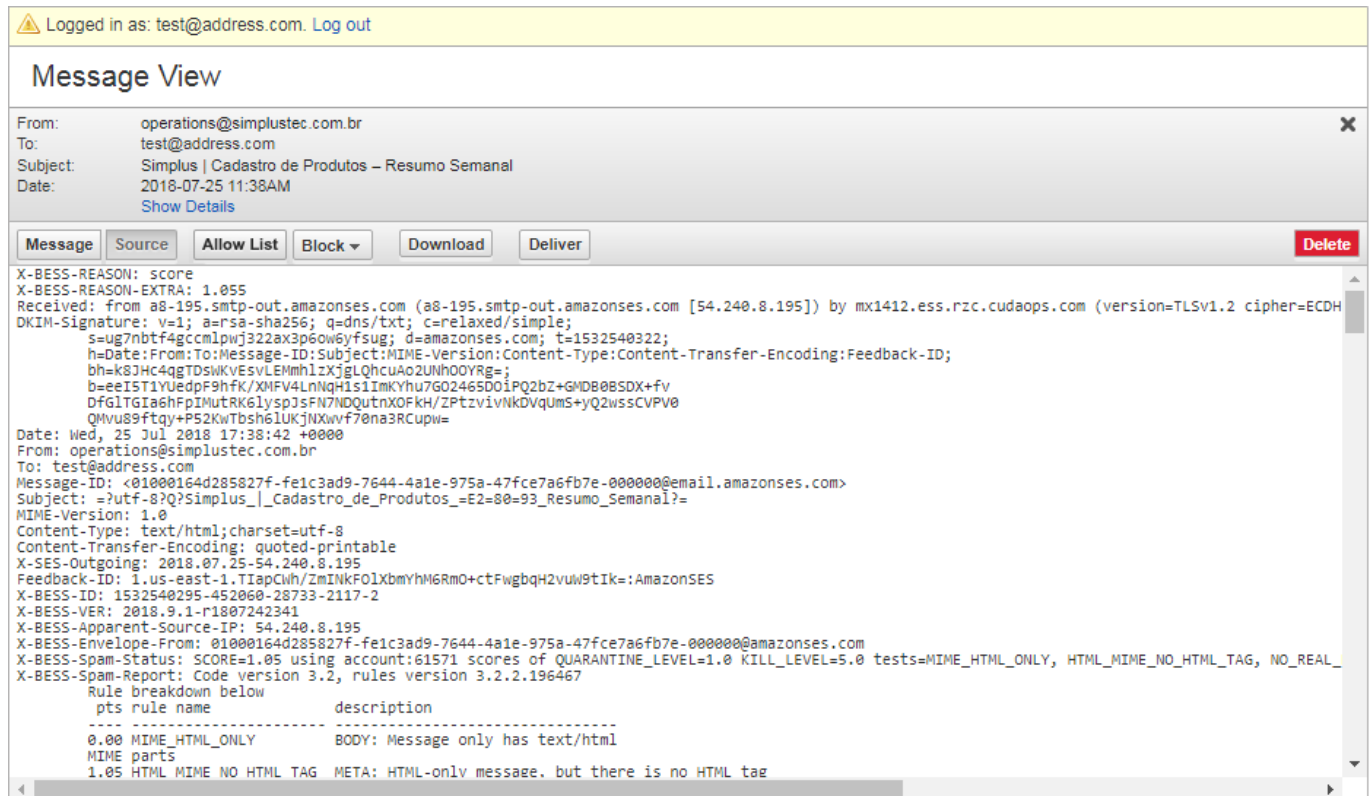 Logged in as: test@address.com. Log out
Message View
From: operations@simplustec.com.br
To: test@address.com
Subject: Simplus | Cadastro de Produtos – Resumo Semanal
Date: 2018-07-25 11:38AM
Show Details
Message Source Allow List Block Download Deliver Delete
X-BESS-REASON: score
X-BESS-REASON-EXTRA: 1.055
Received: from a8-195.smtp-out.amazonses.com (a8-195.smtp-out.amazonses.com [54.240.8.195]) by mx1412.ess.rzc.cudaops.com (version=TLSv1.2 cipher=ECDH
DKIM-Signature: v=1; a=rsa-sha256; q=dns/txt; c=relaxed/simple;
s=ug7nbtf4gccmlpwj322ax3p6ow6yfsug; d=amazonses.com; t=1532540322;
h=Date:From:To:Message-ID:Subject:MIME-Version:Content-Type:Content-Transfer-Encoding:Feedback-ID;
bh=k8JHc4qgTDsWKvEsvLEMmhlzXjgLQhcuAo2UNhOOYRg=;
b=eeI5T1YUedpF9hfK/XMFV4LnNqH1s1ImKYhu7GO2465DOiPQ2bZ+GMDB0BSDX+fv
DfGlTGIa6hFpIMutRK6lyspJsFN7NDQutnXOFkH/ZPtzvivNkDVqUmS+yQ2wssCVPV0
QMvu89ftqy+P52KwTbsh6lUKjNXwvf70na3RCupw=
Date: Wed, 25 Jul 2018 17:38:42 +0000
From: operations@simplustec.com.br
To: test@address.com
Message-ID: <01000164d285827f-fe1c3ad9-7644-4a1e-975a-47fce7a6fb7e-000000@email.amazonses.com>
Subject: =?utf-8?Q?Simplus_|_Cadastro_de_Produtos_=E2=80=93_Resumo_Semanal?=
MIME-Version: 1.0
Content-Type: text/html;charset=utf-8
Content-Transfer-Encoding: quoted-printable
X-SES-Outgoing: 2018.07.25-54.240.8.195
Feedback-ID: 1.us-east-1.TIapCWh/ZmINkFOlXbmYhM6RmO+ctFwgbqH2vuW9tIk=:AmazonSES
X-BESS-ID: 1532540295-452060-28733-2117-2
X-BESS-VER: 2018.9.1-r1807242341
X-BESS-Apparent-Source-IP: 54.240.8.195
X-BESS-Envelope-From: 01000164d285827f-fe1c3ad9-7644-4a1e-975a-47fce7a6fb7e-000000@amazonses.com
X-BESS-Spam-Status: SCORE=1.05 using account:61571 scores of QUARANTINE_LEVEL=1.0 KILL_LEVEL=5.0 tests=MIME_HTML_ONLY, HTML_MIME_NO_HTML_TAG, NO_REAL_
X-BESS-Spam-Report: Code version 3.2, rules version 3.2.2.196467
Rule breakdown below
pts rule name description
---- ---------------------- --------------------------------
0.00 MIME_HTML_ONLY BODY: Message only has text/html
MIME parts
1.05 HTML_MIME_NO_HTML_TAG META: HTML-only message, but there is no HTML tag